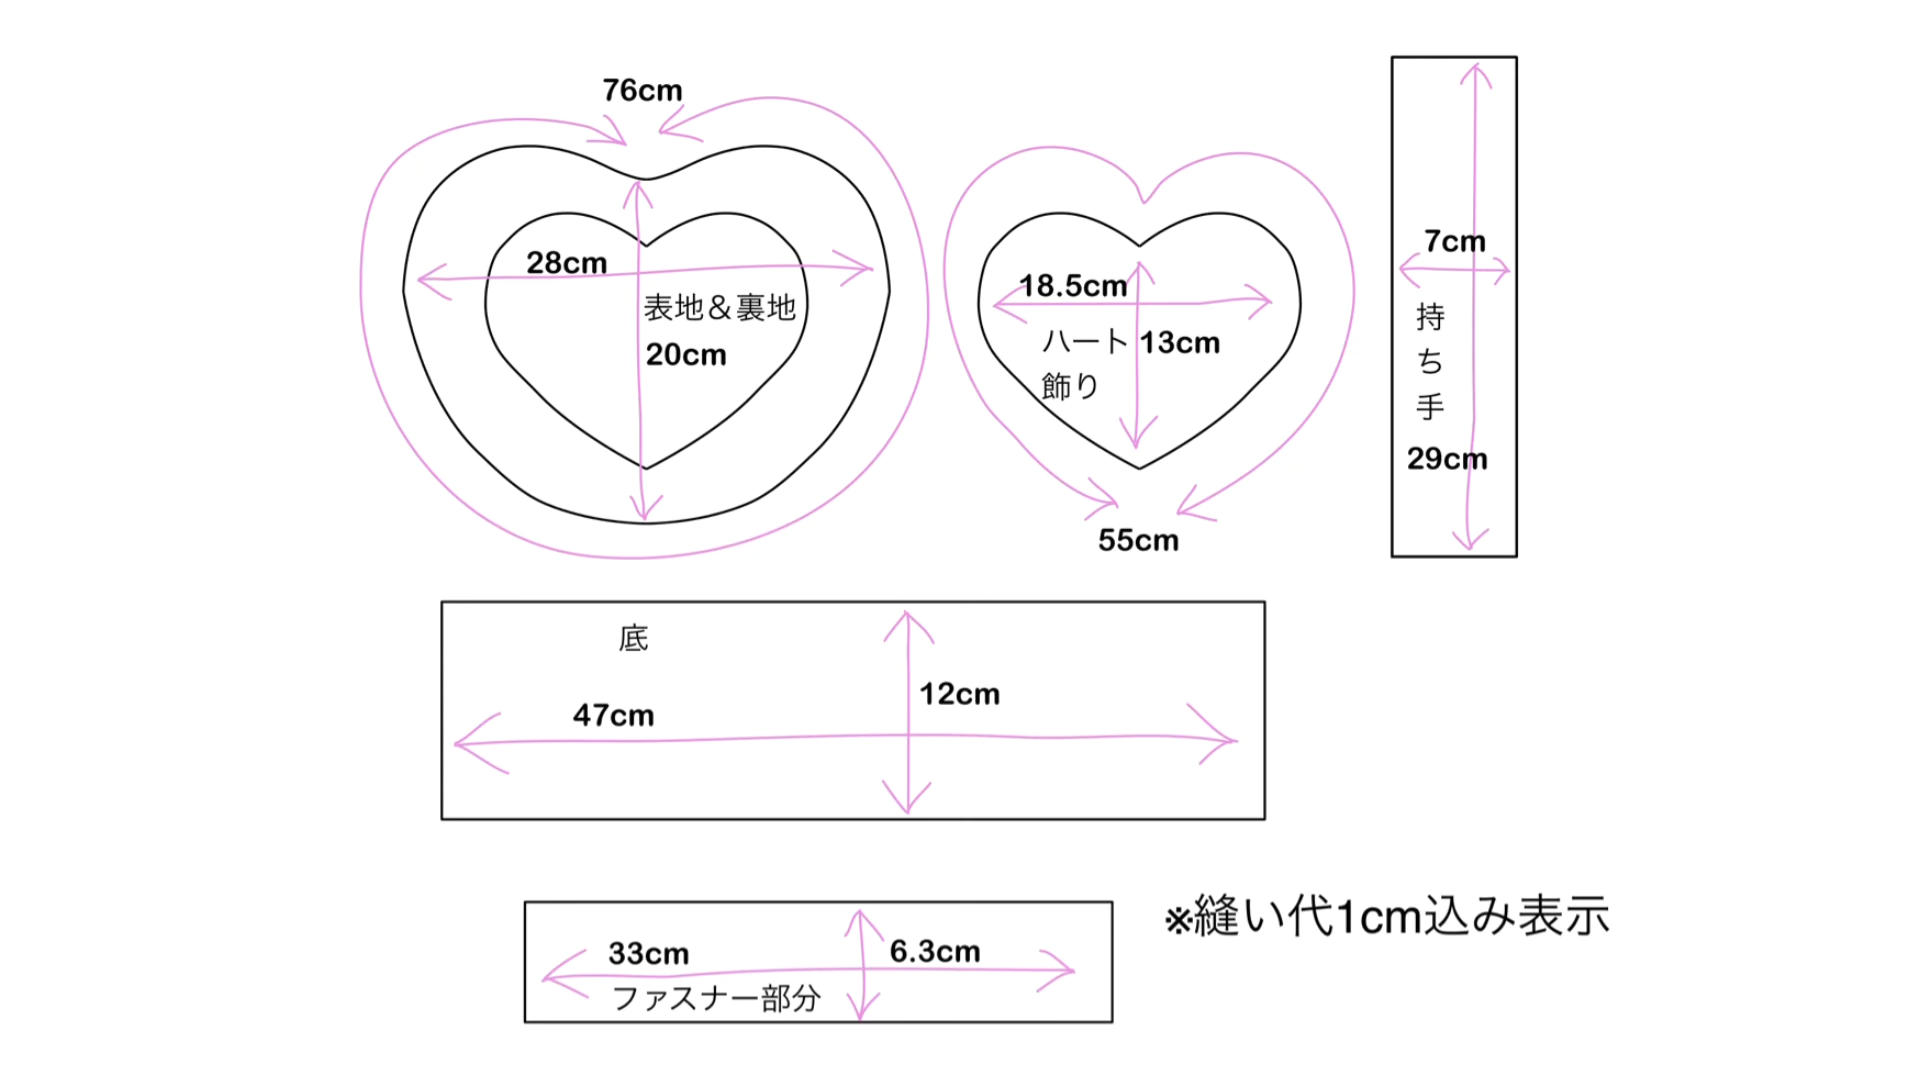 76cm
28cm
表地＆裏地
20cm
18.5cm
ハート
13cm
飾り
55cm
7cm
持
ち
手
29cm
底
47cm
12cm
33cm
6.3cm
ファスナー部分
※縫い代1cm込み表示